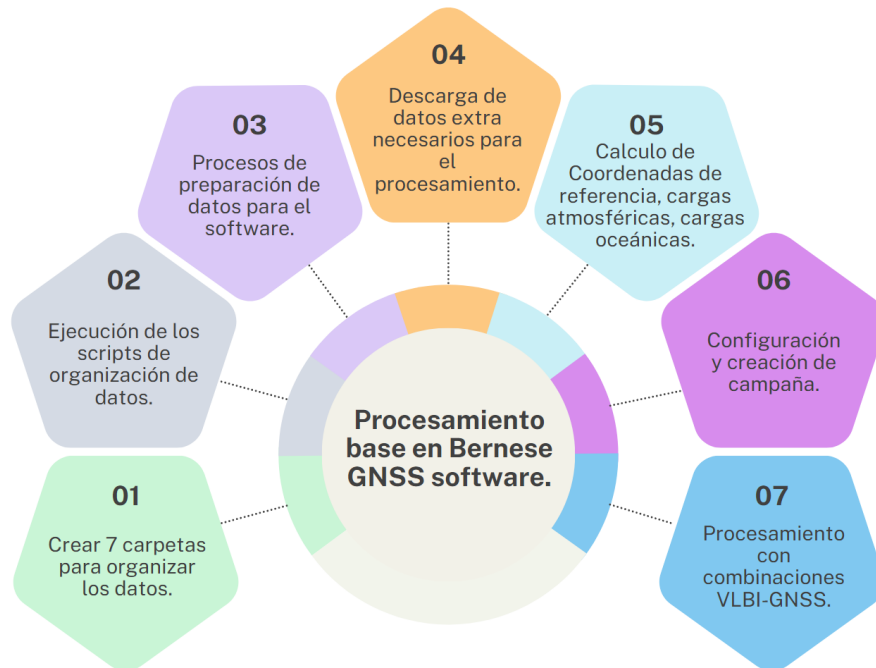 01
Crear 7 carpetas
para organizar
los datos.
02
Ejecución de los
scripts de
organización de
datos.
03
Procesos de
preparación de
datos para el
software.
04
Descarga de
datos extra
necesarios para
el
procesamiento.
05
Calculo de
Coordenadas de
referencia, cargas
atmosféricas, cargas
oceánicas.
06
Configuración
y creación de
campaña.
07
Procesamiento
con
combinaciones
VLBI-GNSS.
Procesamiento
base en Bernese
GNSS software.